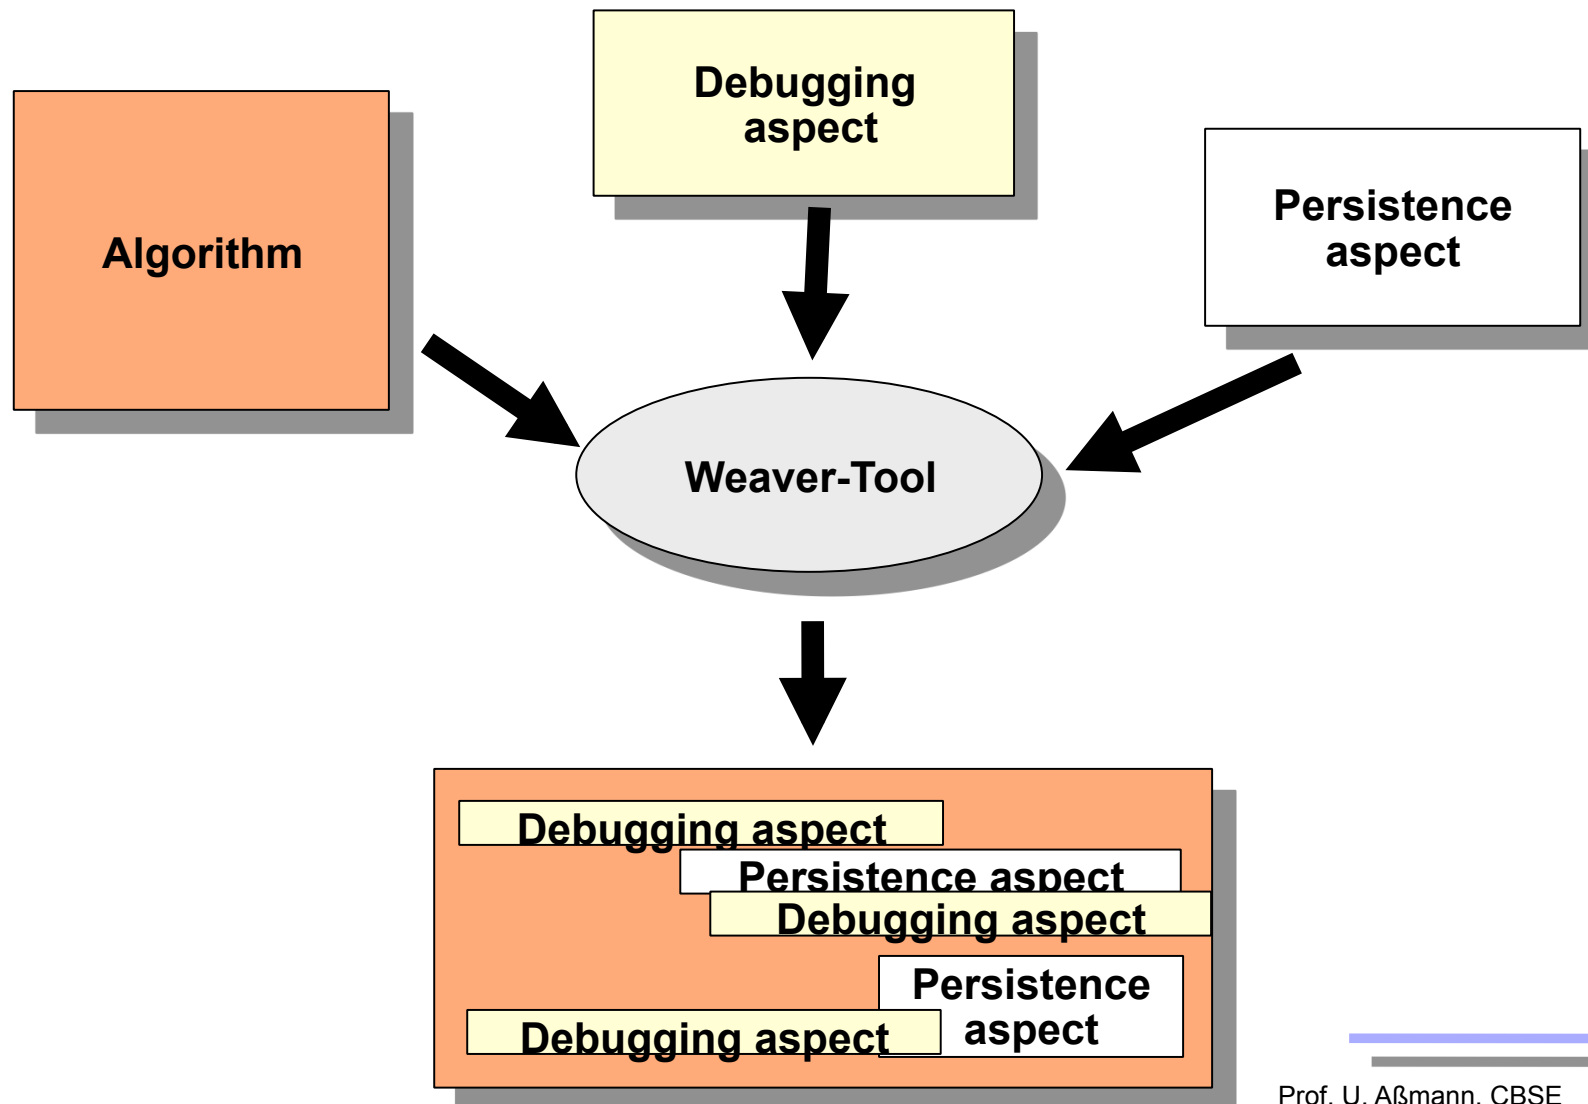 Debugging
aspect
Algorithm
Persistence
aspect
Weaver-Tool
Debugging aspect
Persistence aspect
Debugging aspect
Persistence
aspect
Debugging aspect
Prof. U. Aßmann, CBSE